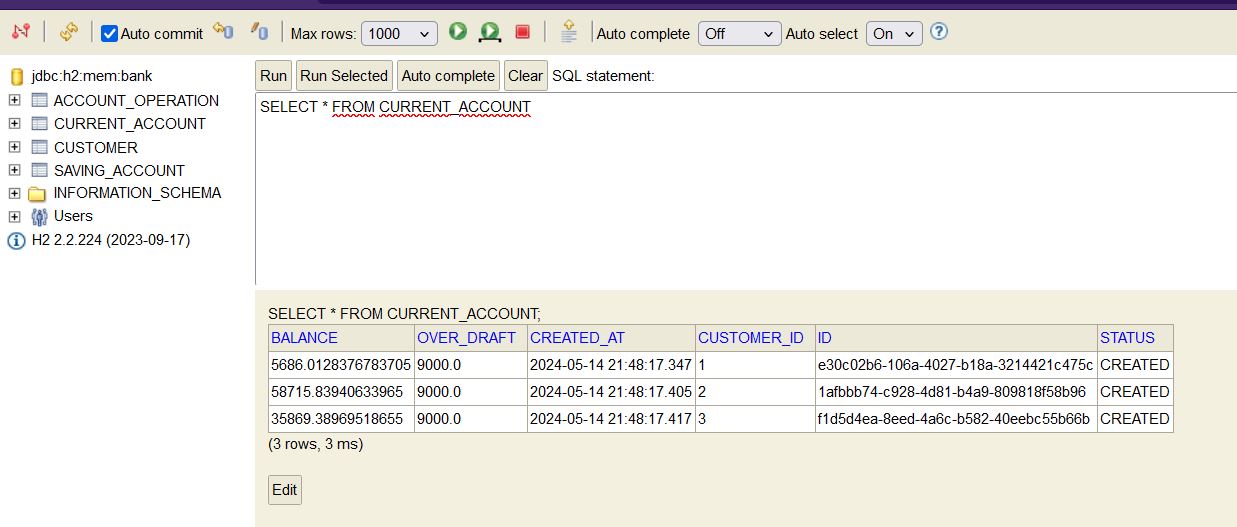 Auto commit Max rows: 1000 Auto complete Off Auto select On
jdbc:h2:mem:bank
ACCOUNT_OPERATION
CURRENT_ACCOUNT
CUSTOMER
SAVING_ACCOUNT
INFORMATION_SCHEMA
Users
H2 2.2.224 (2023-09-17)
Run Run Selected Auto complete Clear SQL statement:
SELECT * FROM CURRENT_ACCOUNT
SELECT * FROM CURRENT_ACCOUNT;
BALANCE OVER_DRAFT CREATED_AT CUSTOMER_ID ID STATUS
5686.0128376783705 9000.0 2024-05-14 21:48:17.347 1 e30c02b6-106a-4027-b18a-3214421c475c CREATED
58715.83940633965 9000.0 2024-05-14 21:48:17.405 2 1afbbb74-c928-4d81-b4a9-809818f58b96 CREATED
35869.38969518655 9000.0 2024-05-14 21:48:17.417 3 f1d5d4ea-8eed-4a6c-b582-40eebc55b66b CREATED
(3 rows, 3 ms)
Edit